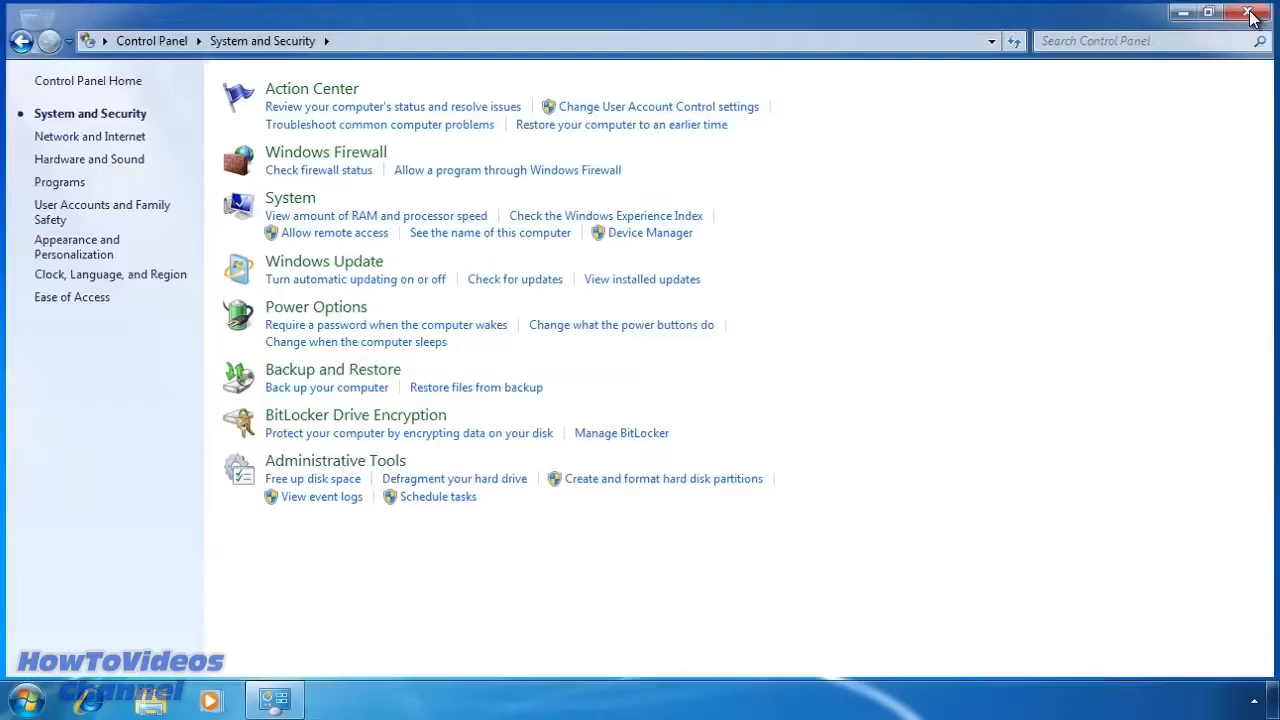 Control Panel System and Security
Search Control Panel
Control Panel Home
System and Security
Network and Internet
Hardware and Sound
Programs
User Accounts and Family
Safety
Appearance and
Personalization
Clock, Language, and Region
Ease of Access
Action Center
Review your computer's status and resolve issues
Change User Account Control settings
Troubleshoot common computer problems
Restore your computer to an earlier time
Windows Firewall
Check firewall status
Allow a program through Windows Firewall
System
View amount of RAM and processor speed
Check the Windows Experience Index
Allow remote access
See the name of this computer
Device Manager
Windows Update
Turn automatic updating on or off
Check for updates
View installed updates
Power Options
Require a password when the computer wakes
Change what the power buttons do
Change when the computer sleeps
Backup and Restore
Back up your computer
Restore files from backup
BitLocker Drive Encryption
Protect your computer by encrypting data on your disk
Manage BitLocker
Administrative Tools
Free up disk space
Defragment your hard drive
Create and format hard disk partitions
View event logs
Schedule tasks
HowToVideos
Channel